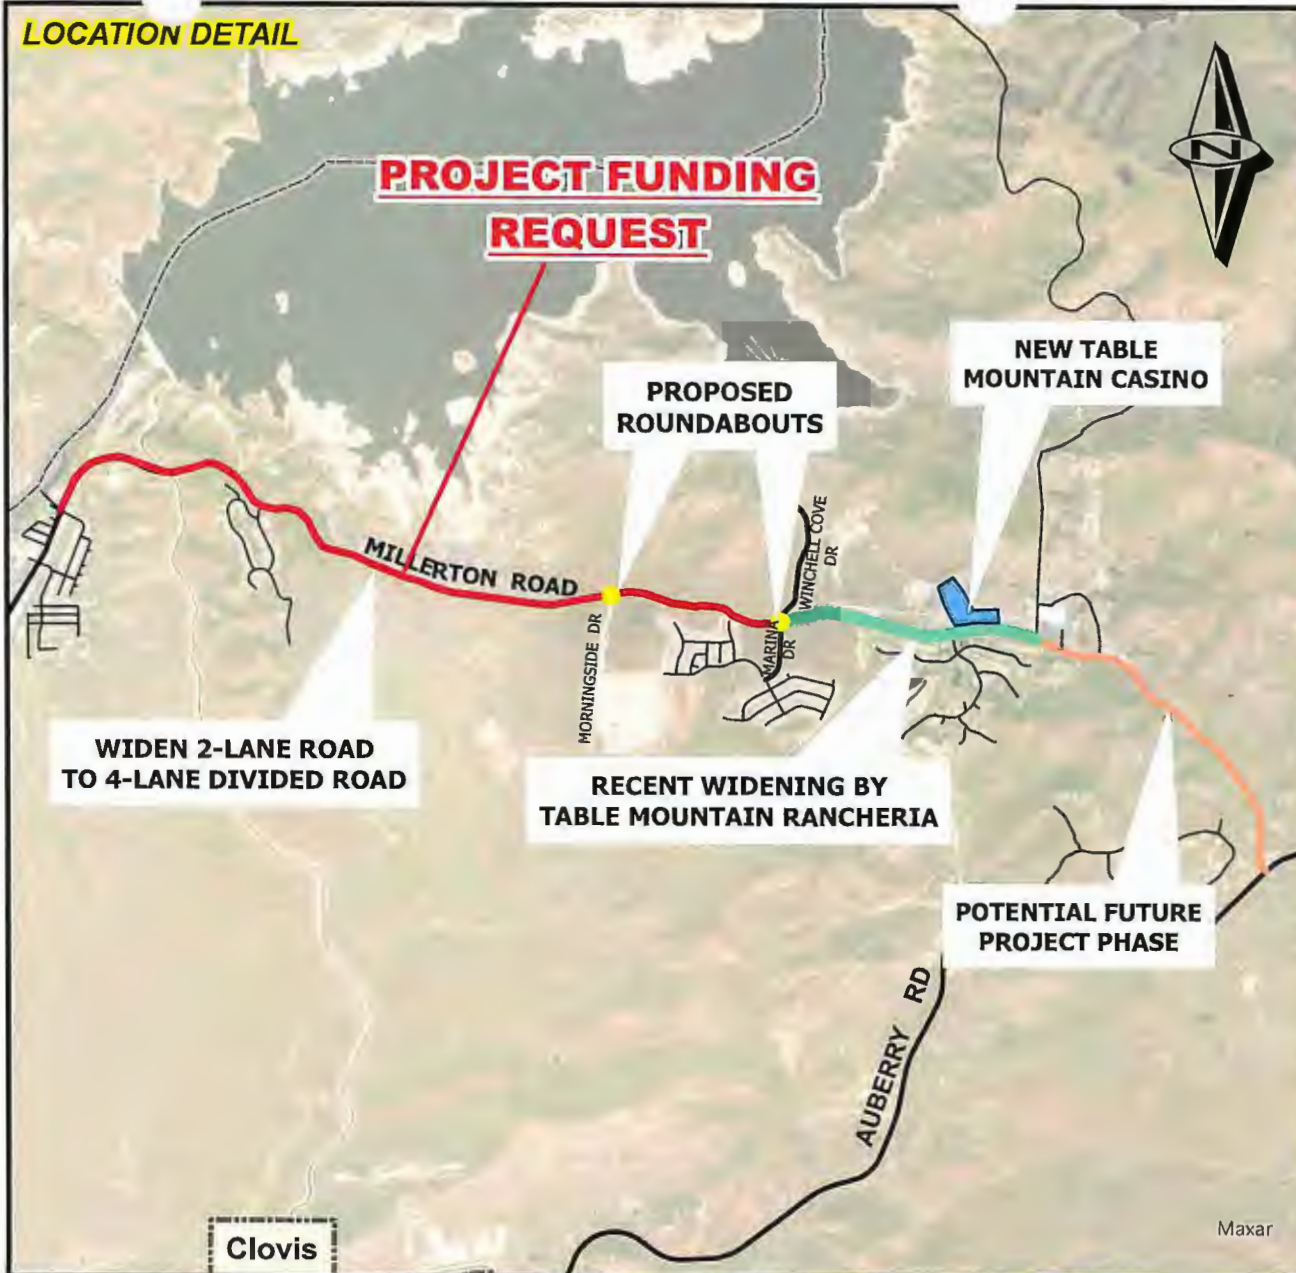 LOCATION DETAIL
PROJECT FUNDING
REQUEST
N
NEW TABLE
MOUNTAIN CASINO
PROPOSED
ROUNDABOUTS
MILLERTON ROAD
WINCHELL COVE
DR
MORNINGSIDE DR
MARINA
DR
WIDEN 2-LANE ROAD
TO 4-LANE DIVIDED ROAD
RECENT WIDENING BY
TABLE MOUNTAIN RANCHERIA
POTENTIAL FUTURE
PROJECT PHASE
AUBERRY RD
Clovis
Maxar